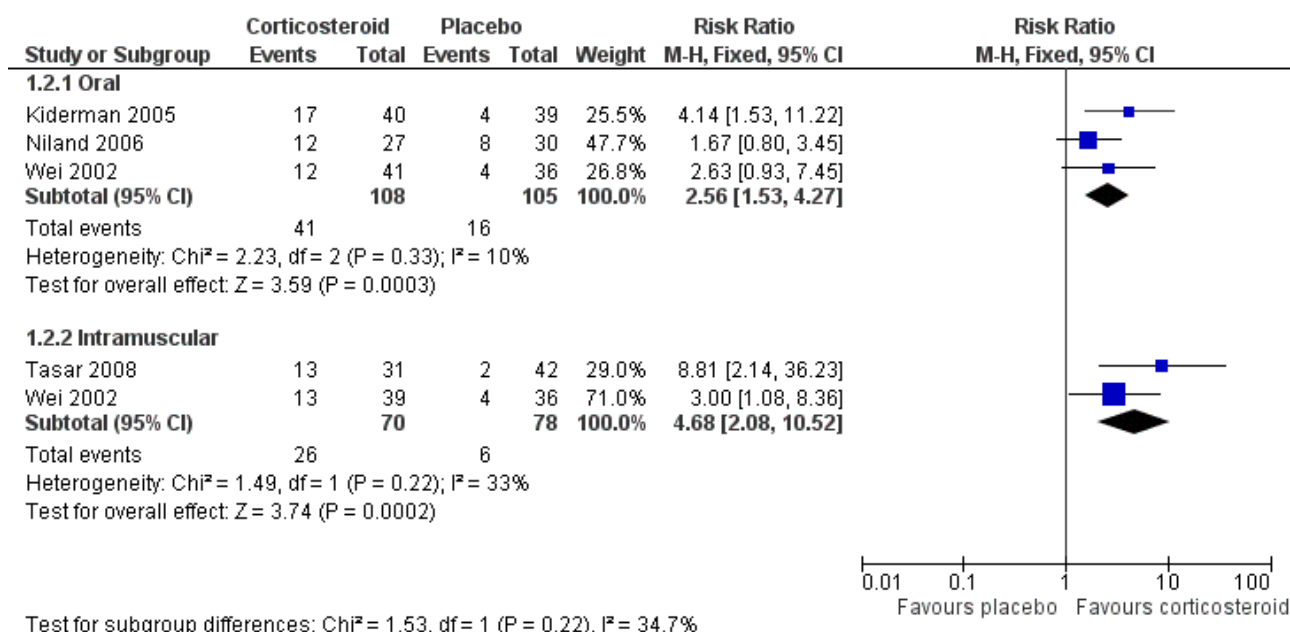 Corticosteroid Placebo Risk Ratio Risk Ratio
Study or Subgroup Events Total Events Total Weight M-H, Fixed, 95% CI M-H, Fixed, 95% CI
1.2.1 Oral
Kiderman 2005 17 40 4 39 25.5% 4.14 [1.53, 11.22]
Niland 2006 12 27 8 30 47.7% 1.67 [0.80, 3.45]
Wei 2002 12 41 4 36 26.8% 2.63 [0.93, 7.45]
Subtotal (95% CI) 108 105 100.0% 2.56 [1.53, 4.27]
Total events 41 16
Heterogeneity: Chi² = 2.23, df = 2 (P = 0.33); I² = 10%
Test for overall effect: Z = 3.59 (P = 0.0003)
1.2.2 Intramuscular
Tasar 2008 13 31 2 42 29.0% 8.81 [2.14, 36.23]
Wei 2002 13 39 4 36 71.0% 3.00 [1.08, 8.36]
Subtotal (95% CI) 70 78 100.0% 4.68 [2.08, 10.52]
Total events 26 6
Heterogeneity: Chi² = 1.49, df = 1 (P = 0.22); I² = 33%
Test for overall effect: Z = 3.74 (P = 0.0002)
0.01 0.1 1 10 100
Favours placebo Favours corticosteroid
Test for subgroup differences: Chi² = 1.53, df = 1 (P = 0.22), I² = 34.7%